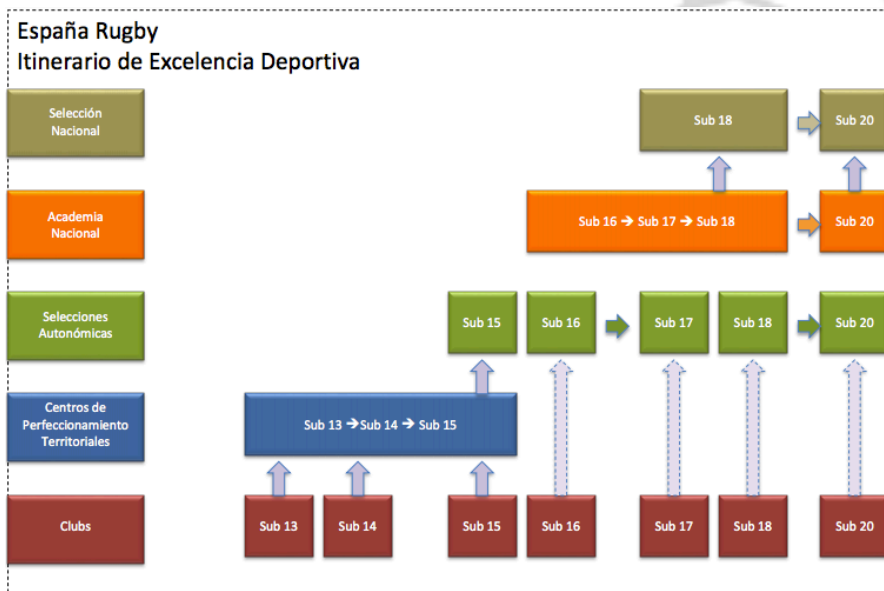 España Rugby
Itinerario de Excelencia Deportiva
Selección
Nacional
Sub 18
Sub 20
Academia
Nacional
Sub 16 → Sub 17 → Sub 18
Sub 20
Selecciones
Autonómicas
Sub 15
Sub 16
Sub 17
Sub 18
Sub 20
Centros de
Perfeccionamiento
Territoriales
Sub 13 →Sub 14 → Sub 15
Clubs
Sub 13
Sub 14
Sub 15
Sub 16
Sub 17
Sub 18
Sub 20